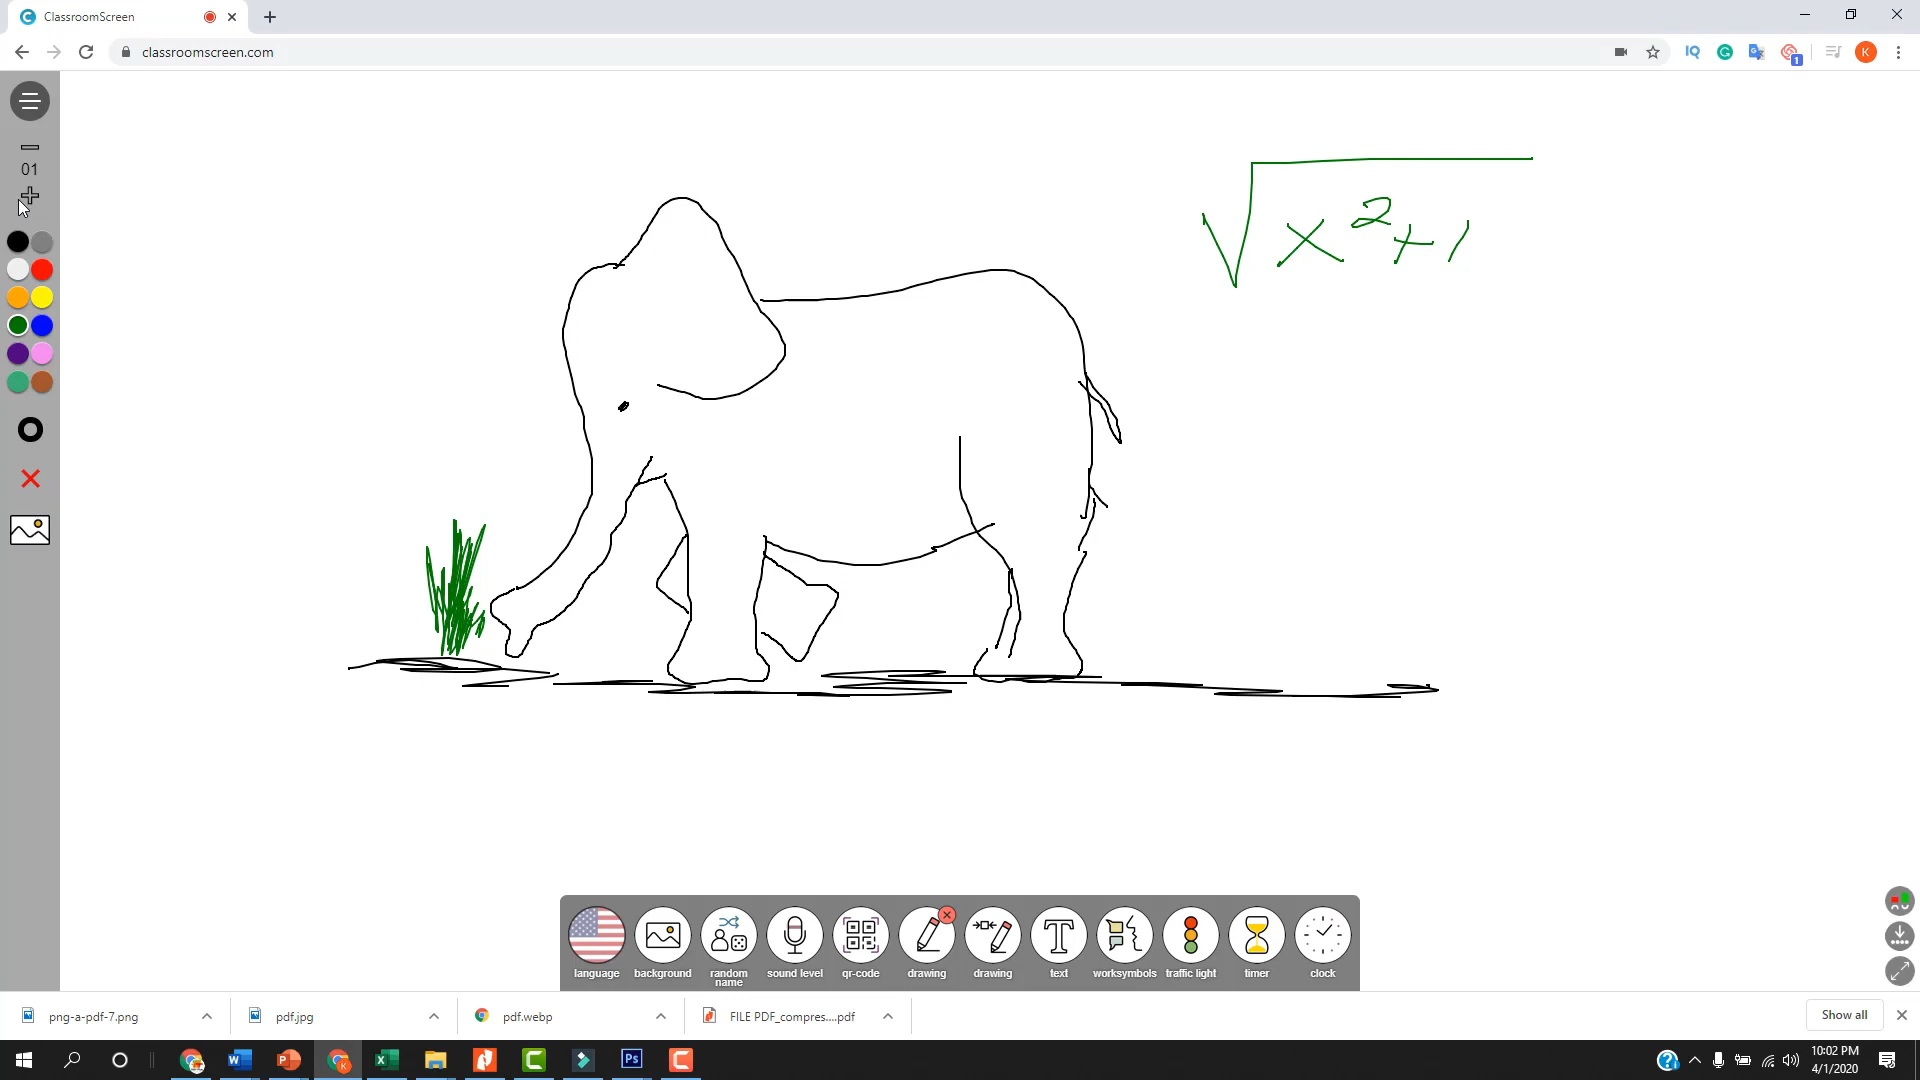 ClassroomScreen
classroomscreen.com
IQ
1
K
01
√x²+1
language
background
random name
sound level
qr-code
drawing
drawing
text
worksymbols
traffic light
timer
clock
png-a-pdf-7.png
pdf.jpg
pdf.webp
FILE PDF_compres....pdf
Show all
10:02 PM
4/1/2020